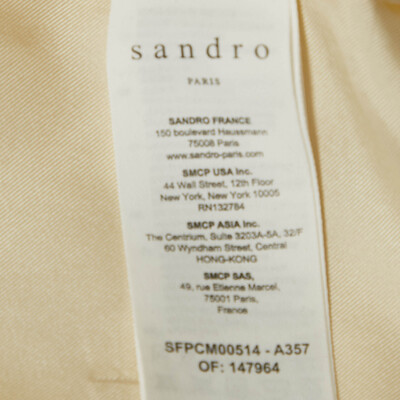 sandro
PARIS
SANDRO FRANCE
150 boulevard Haussmann
75008 Paris
www.sandro-paris.com
SMCP USA Inc.
44 Wall Street, 12th Floor
New York, New York 10005
RN132784
SMCP ASIA Inc.
The Centrium, Suite 3203A-5A, 32/F
60 Wyndham Street, Central
HONG-KONG
SMCP SAS,
49, rue Etienne Marcel,
75001 Paris,
France
SFPCM00514 - A357
OF: 147964